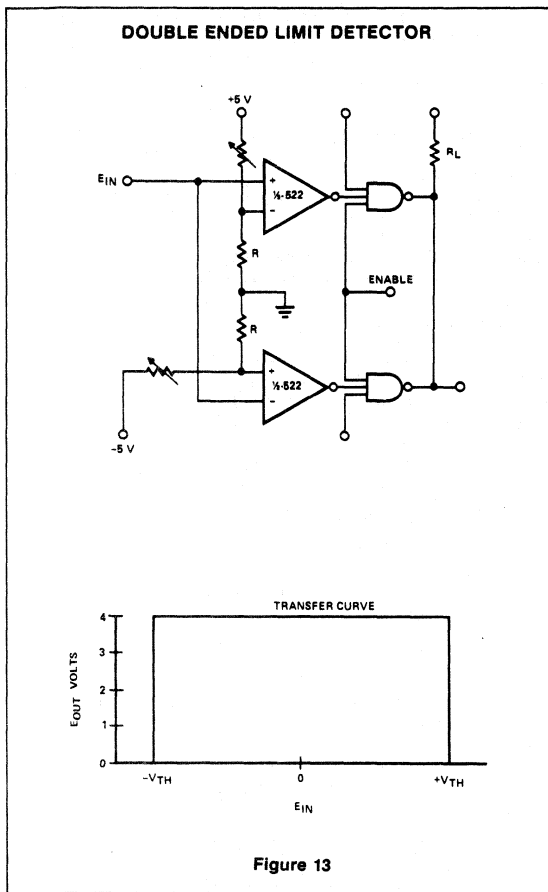 DOUBLE ENDED LIMIT DETECTOR
+5 V
RL
EIN
+
½-522
−
R
ENABLE
R
+
½-522
−
−5 V
TRANSFER CURVE
EOUT VOLTS
4
3
2
1
0
−VTH
0
+VTH
EIN
Figure 13